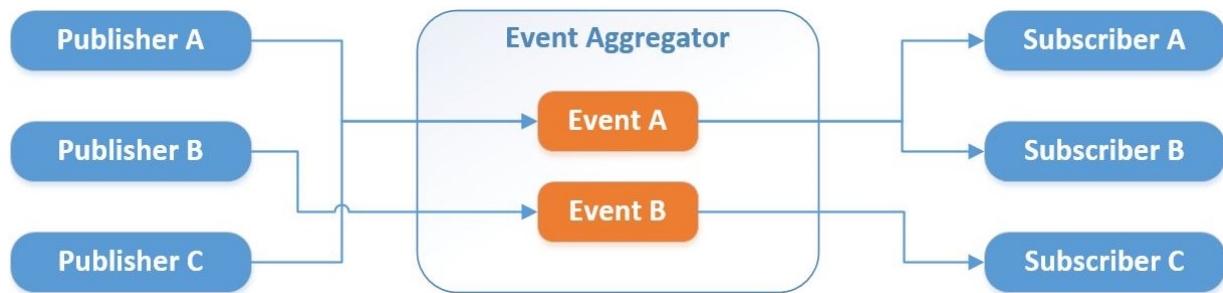 Publisher A
Publisher B
Publisher C
Event Aggregator
Event A
Event B
Subscriber A
Subscriber B
Subscriber C